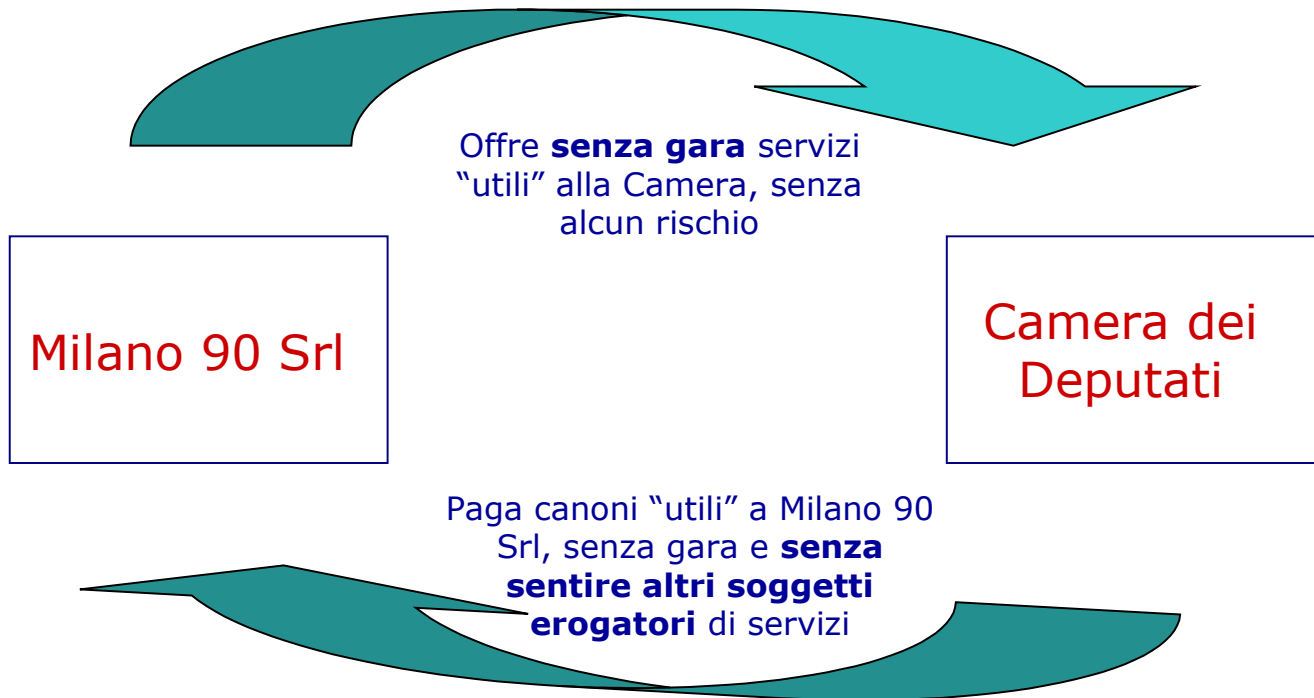 Offre senza gara servizi
“utili” alla Camera, senza
alcun rischio
Milano 90 Srl
Camera dei
Deputati
Paga canoni “utili” a Milano 90
Srl, senza gara e senza
sentire altri soggetti
erogatori di servizi